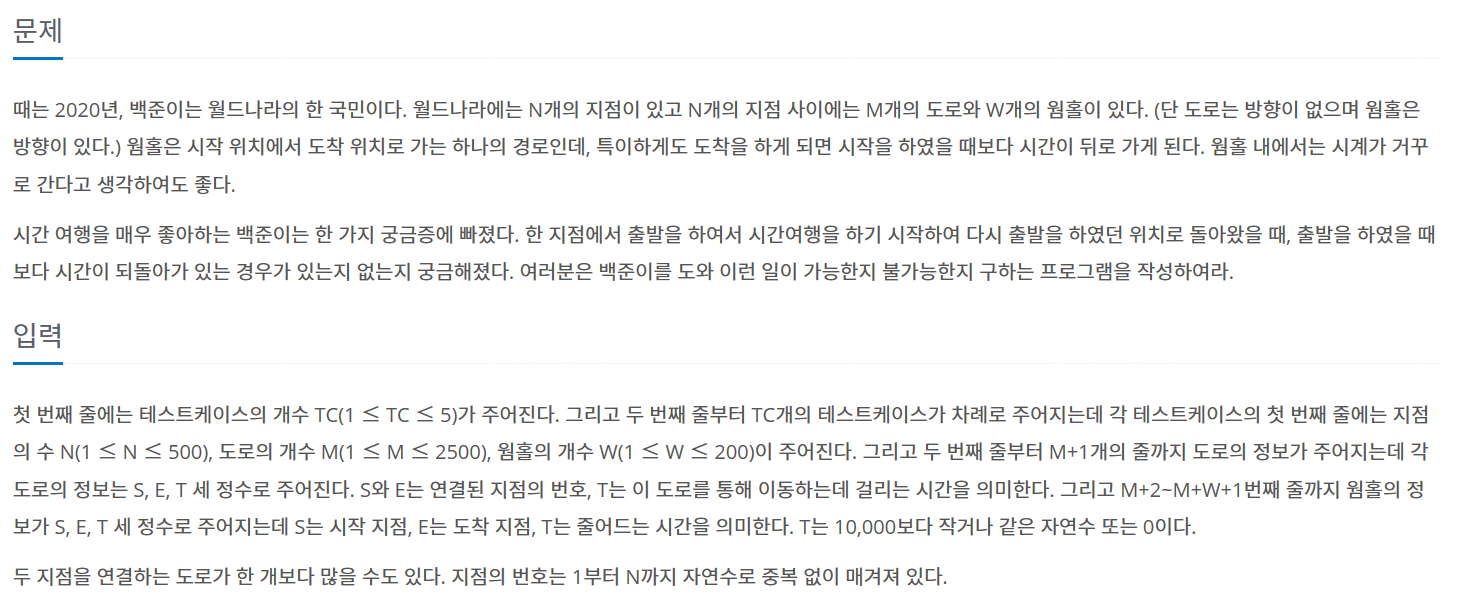 문제
때는 2020년, 백준이는 월드나라의 한 국민이다. 월드나라에는 N개의 지점이 있고 N개의 지점 사이에는 M개의 도로와 W개의 웜홀이 있다. (단 도로는 방향이 없으며 웜홀은
방향이 있다.) 웜홀은 시작 위치에서 도착 위치로 가는 하나의 경로인데, 특이하게도 도착을 하게 되면 시작을 하였을 때보다 시간이 뒤로 가게 된다. 웜홀 내에서는 시계가 거꾸
로 간다고 생각하여도 좋다.
시간 여행을 매우 좋아하는 백준이는 한 가지 궁금증에 빠졌다. 한 지점에서 출발을 하여서 시간여행을 하기 시작하여 다시 출발을 하였던 위치로 돌아왔을 때, 출발을 하였을 때
보다 시간이 되돌아가 있는 경우가 있는지 없는지 궁금해졌다. 여러분은 백준이를 도와 이런 일이 가능한지 불가능한지 구하는 프로그램을 작성하여라.
입력
첫 번째 줄에는 테스트케이스의 개수 TC(1 ≤ TC ≤ 5)가 주어진다. 그리고 두 번째 줄부터 TC개의 테스트케이스가 차례로 주어지는데 각 테스트케이스의 첫 번째 줄에는 지점
의 수 N(1 ≤ N ≤ 500), 도로의 개수 M(1 ≤ M ≤ 2500), 웜홀의 개수 W(1 ≤ W ≤ 200)이 주어진다. 그리고 두 번째 줄부터 M+1개의 줄까지 도로의 정보가 주어지는데 각
도로의 정보는 S, E, T 세 정수로 주어진다. S와 E는 연결된 지점의 번호, T는 이 도로를 통해 이동하는데 걸리는 시간을 의미한다. 그리고 M+2~M+W+1번째 줄까지 웜홀의 정
보가 S, E, T 세 정수로 주어지는데 S는 시작 지점, E는 도착 지점, T는 줄어드는 시간을 의미한다. T는 10,000보다 작거나 같은 자연수 또는 0이다.
두 지점을 연결하는 도로가 한 개보다 많을 수도 있다. 지점의 번호는 1부터 N까지 자연수로 중복 없이 매겨져 있다.